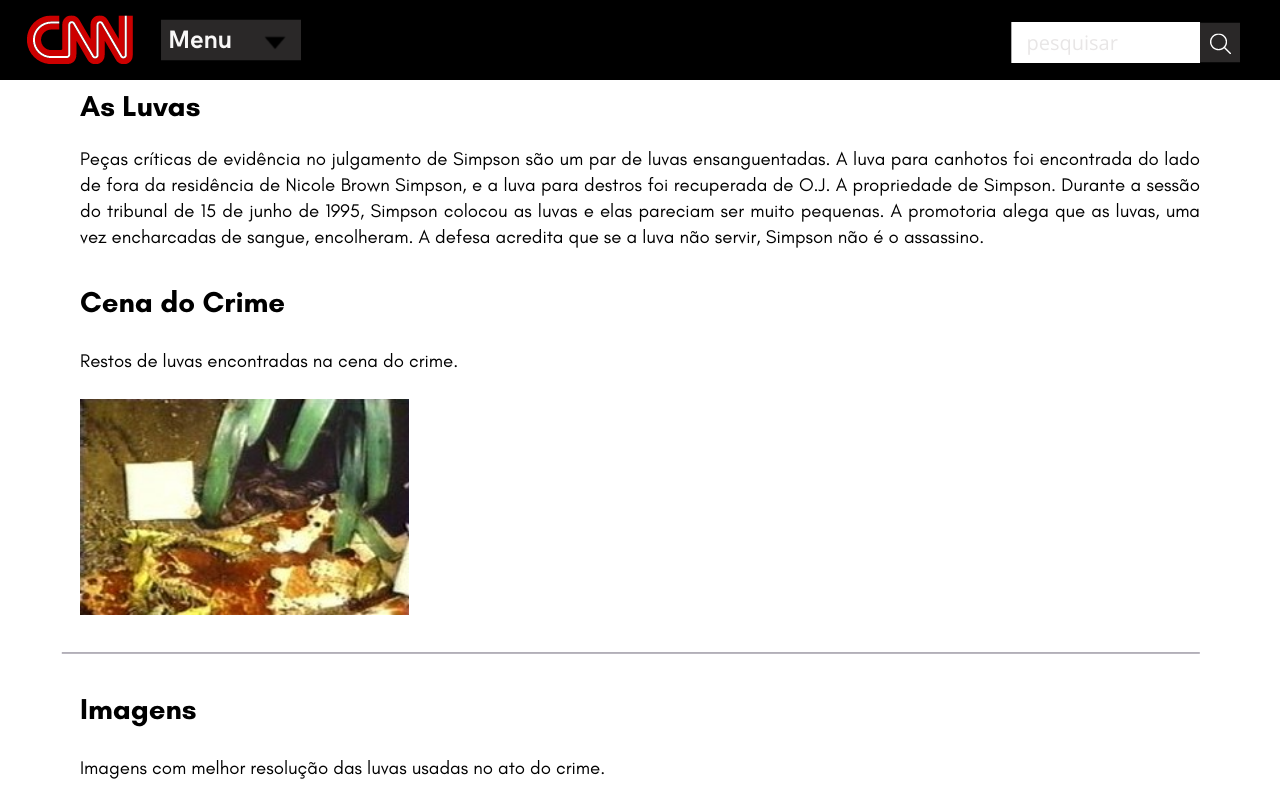 CNN
Menu
pesquisar
As Luvas
Peças críticas de evidência no julgamento de Simpson são um par de luvas ensanguentadas. A luva para canhotos foi encontrada do lado
de fora da residência de Nicole Brown Simpson, e a luva para destros foi recuperada de O.J. A propriedade de Simpson. Durante a sessão
do tribunal de 15 de junho de 1995, Simpson colocou as luvas e elas pareciam ser muito pequenas. A promotoria alega que as luvas, uma
vez encharcadas de sangue, encolheram. A defesa acredita que se a luva não servir, Simpson não é o assassino.
Cena do Crime
Restos de luvas encontradas na cena do crime.
Imagens
Imagens com melhor resolução das luvas usadas no ato do crime.